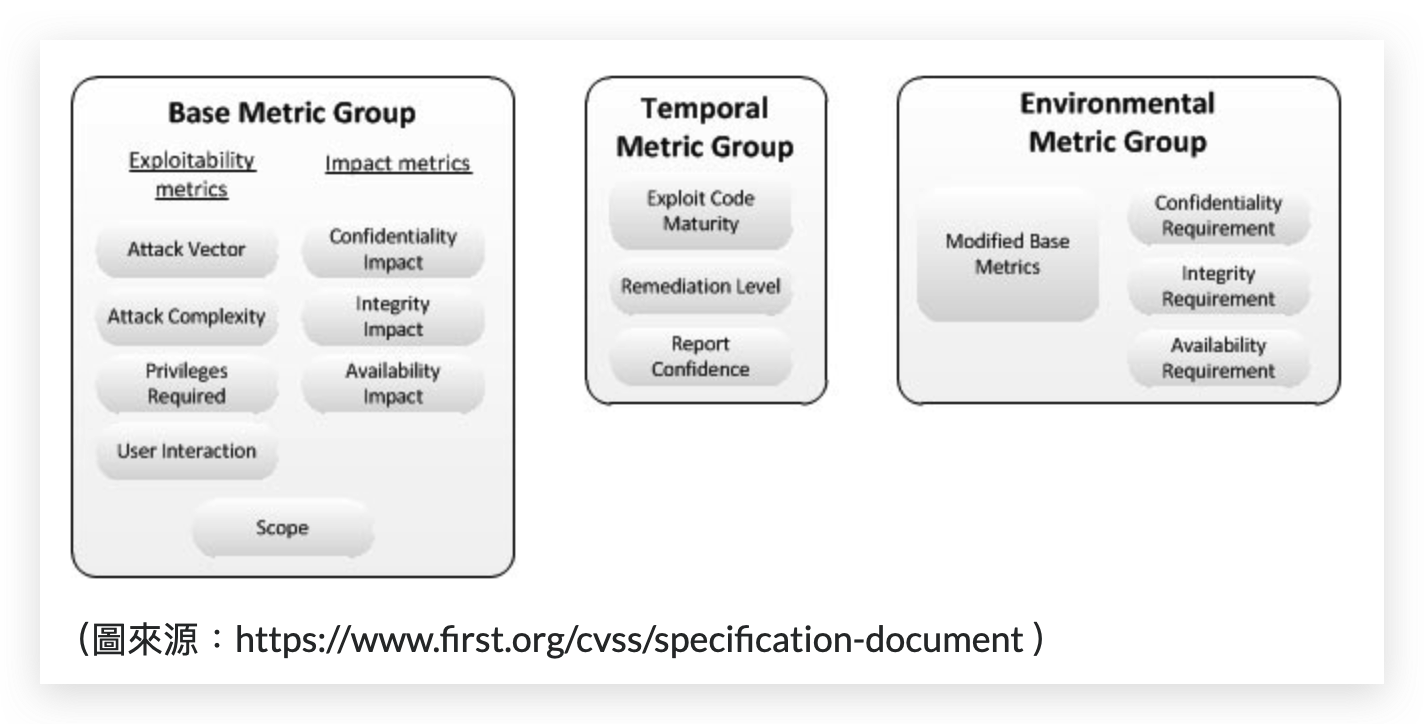 Base Metric Group
Exploitability
metrics
Attack Vector
Attack Complexity
Privileges
Required
User Interaction
Impact metrics
Confidentiality
Impact
Integrity
Impact
Availability
Impact
Scope
Temporal
Metric Group
Exploit Code
Maturity
Remediation Level
Report
Confidence
Environmental
Metric Group
Modified Base
Metrics
Confidentiality
Requirement
Integrity
Requirement
Availability
Requirement
(圖來源：https://www.first.org/cvss/specification-document )